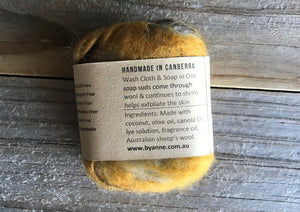 HANDMADE IN CANBERRA
Wash Cloth & Soap in One
soap suds come through
wool & continues to shrink
helps exfoliate the skin
Ingredients: Made with
coconut, olive oil, canola Oil
lye solution, fragrance oil,
Australian sheep's wool.
www.byanne.com.au
Free
Free